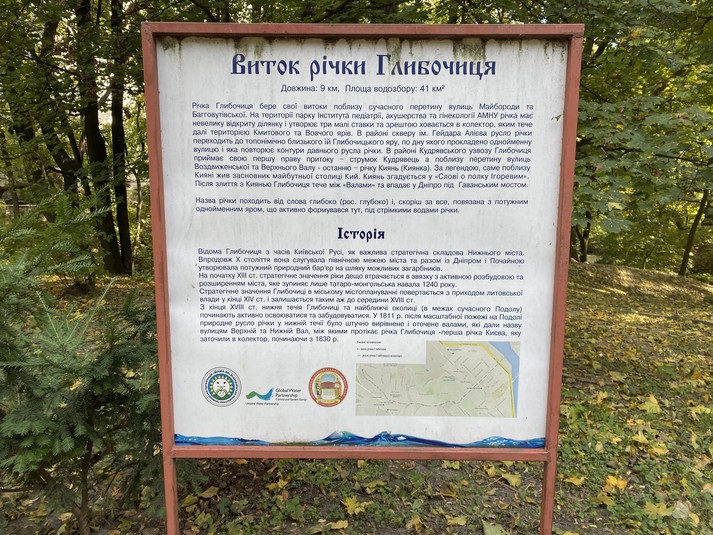 Виток річки Глибочиця
Довжина: 9 км, Площа водозбору: 41 км²
Річка Глибочиця бере свої витоки поблизу сучасного перетину вулиць Майбороди та
Багговутівської. На території парку Інституту педіатрії, акушерства та гінекології АМНУ річка має
невелику відкриту ділянку і утворює три малі ставки та зрештою ховається в колектор, яким тече
далі територією Кмитового та Вовчого ярів. В районі скверу ім. Гейдара Алієва русло річки
переходить до топонімічно близького їй Глибочицького яру, по дну якого прокладено однойменну
вулицю і яка повторює контури давнього русла річки. В районі Кудрявського узвозу Глибочиця
приймає свою першу праву притоку – струмок Кудрявець а поблизу перетину вулиць
Воздвиженської та Верхнього Валу - останню – річку Киянь (Киянка). За легендою, саме поблизу
Кияні жив засновник майбутньої столиці Кий. Киянь згадується у «Слові о полку Ігоревим».
Після злиття з Киянью Глибочиця тече між «Валами» та впадає у Дніпро під Гаванським мостом.
Назва річки походить від слова глибоко (рос. глубоко) і, скоріш за все, повязана з потужним
однойменним яром, що активно формувався тут, під стрімкими водами річки.
Історія
Відома Глибочиця з часів Київської Русі, як важлива стратегічна складова Нижнього міста.
Впродовж X століття вона слугувала північною межею міста та разом із Дніпро і Почайною
утворювала потужний природний бар'єр на шляху можливих загарбників.
На початку XIII ст. стратегічне значення ріки дещо втрачається в звязку з активною розбудовою та
розширенням міста, яке зупиняє лише татаро-монгольська навала 1240 року.
Стратегічне значення Глибочиці в міському містоплануванні повертається з приходом литовської
влади у кінці XIV ст. і залишається таким аж до середини XVIII ст.
З кінця XVIII ст. нижня течія Глибочиці та найближчі околиці (в межах сучасного Подолу)
починають активно освоюватися та забудовуватися. У 1811 р. після масштабної пожежі на Подолі
природне русло річки у нижній течії було штучно вирівнене і оточене валами, які дали назву
вулицям Верхній та Нижній Вал, між якими протікає річка Глибочиця -перша річка Києва, яку
заточили в колектор, починаючи з 1830 р.
Global Water
Partnership
Central and Eastern Europe